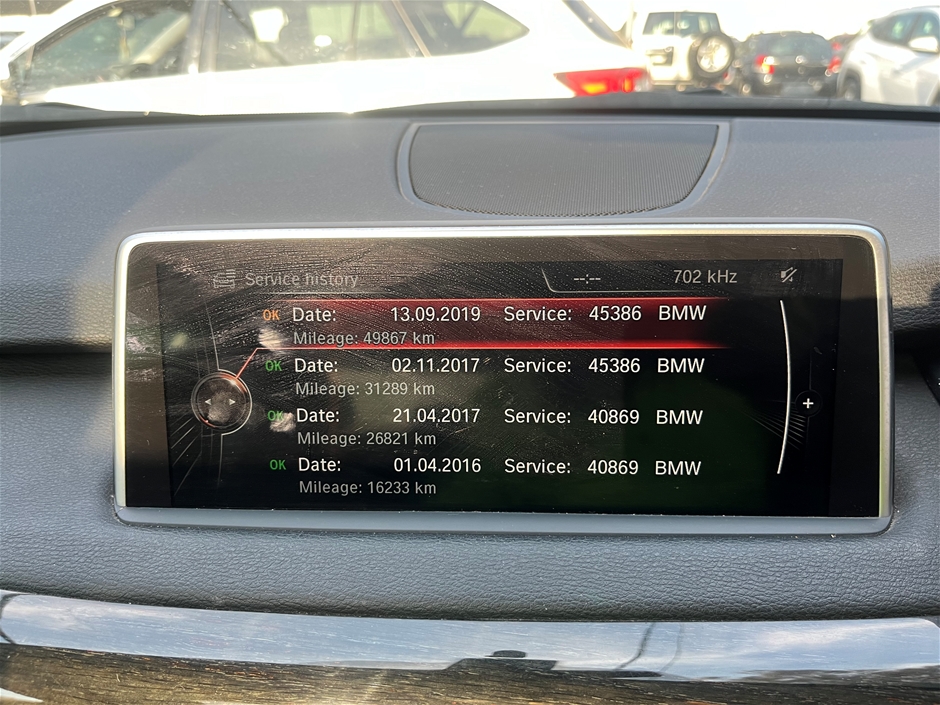 Service history --:-- 702 kHz
OK Date: 13.09.2019 Service: 45386 BMW
Mileage: 49867 km
OK Date: 02.11.2017 Service: 45386 BMW
Mileage: 31289 km
OK Date: 21.04.2017 Service: 40869 BMW
Mileage: 26821 km
OK Date: 01.04.2016 Service: 40869 BMW
Mileage: 16233 km